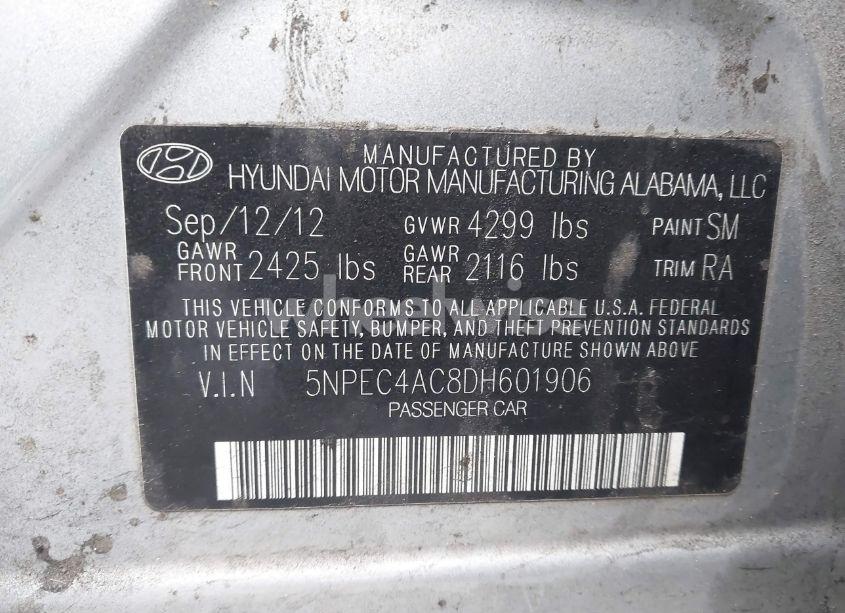 MANUFACTURED BY
HYUNDAI MOTOR MANUFACTURING ALABAMA, LLC
Sep/12/12 GVWR 4299 lbs PAINT SM
GAWR FRONT 2425 lbs GAWR REAR 2116 lbs TRIM RA
THIS VEHICLE CONFORMS TO ALL APPLICABLE U.S.A. FEDERAL
MOTOR VEHICLE SAFETY, BUMPER, AND THEFT PREVENTION STANDARDS
IN EFFECT ON THE DATE OF MANUFACTURE SHOWN ABOVE.
V.I.N 5NPEC4AC8DH601906
PASSENGER CAR